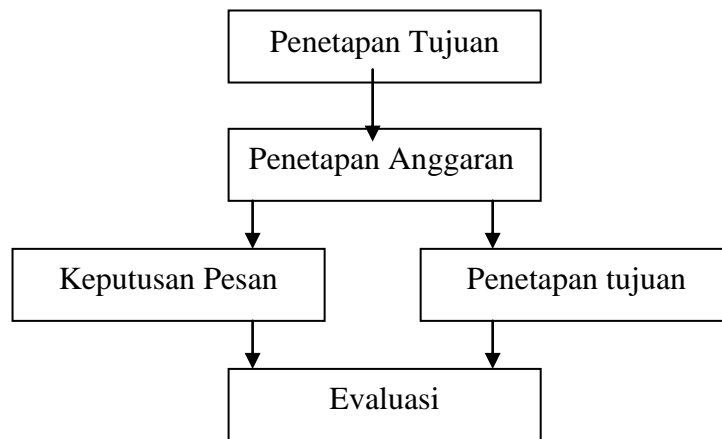 Penetapan Tujuan
Penetapan Anggaran
Keputusan Pesan
Penetapan tujuan
Evaluasi